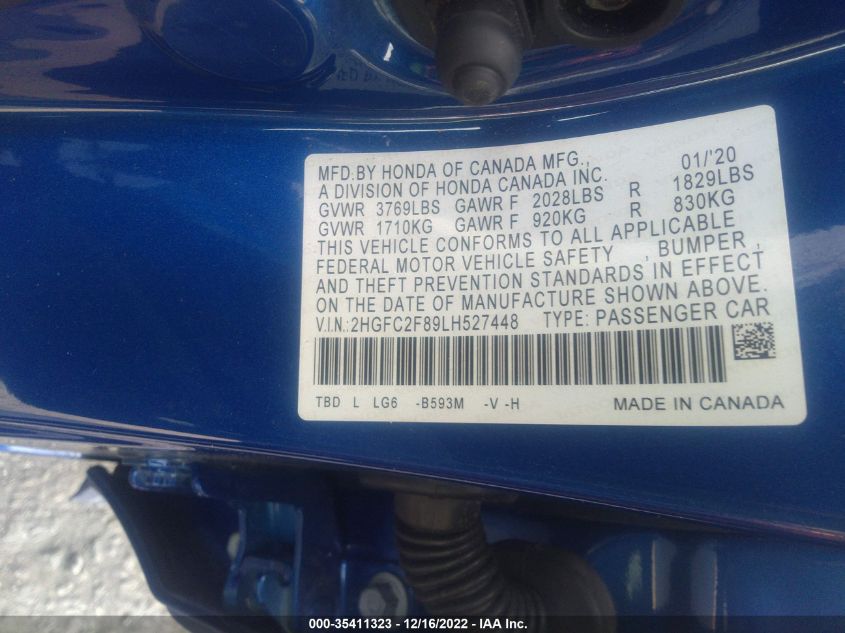 MFD.BY HONDA OF CANADA MFG., 01/'20
A DIVISION OF HONDA CANADA INC.
GVWR 3769LBS GAWR F 2028LBS R 1829LBS
GVWR 1710KG GAWR F 920KG R 830KG
THIS VEHICLE CONFORMS TO ALL APPLICABLE
FEDERAL MOTOR VEHICLE SAFETY , BUMPER ,
AND THEFT PREVENTION STANDARDS IN EFFECT
ON THE DATE OF MANUFACTURE SHOWN ABOVE.
V.I.N.: 2HGFC2F89LH527448 TYPE: PASSENGER CAR
TBD L LG6 -B593M -V -H MADE IN CANADA
000-35411323 - 12/16/2022 - IAA Inc.